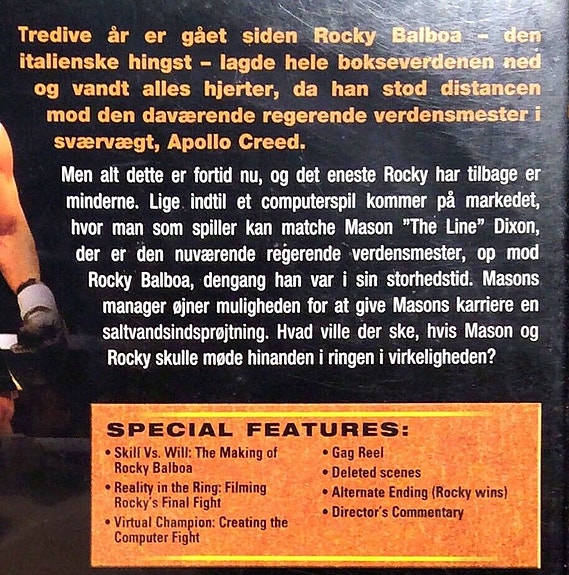 Tredive år er gået siden Rocky Balboa – den
italienske hingst – lagde hele bokseverdenen ned
og vandt alles hjerter, da han stod distancen
mod den daværende regerende verdensmester i
sværvægt, Apollo Creed.
Men alt dette er fortid nu, og det eneste Rocky har tilbage er
minderne. Lige indtil et computerspil kommer på markedet,
hvor man som spiller kan matche Mason ”The Line” Dixon,
der er den nuværende regerende verdensmester, op mod
Rocky Balboa, dengang han var i sin storhedstid. Masons
manager øjner muligheden for at give Masons karriere en
saltvandsindsprøjtning. Hvad ville der ske, hvis Mason og
Rocky skulle møde hinanden i ringen i virkeligheden?
SPECIAL FEATURES:
• Skill Vs. Will: The Making of
Rocky Balboa
• Reality in the Ring: Filming
Rocky's Final Fight
• Virtual Champion: Creating the
Computer Fight
• Gag Reel
• Deleted scenes
• Alternate Ending (Rocky wins)
• Director's Commentary